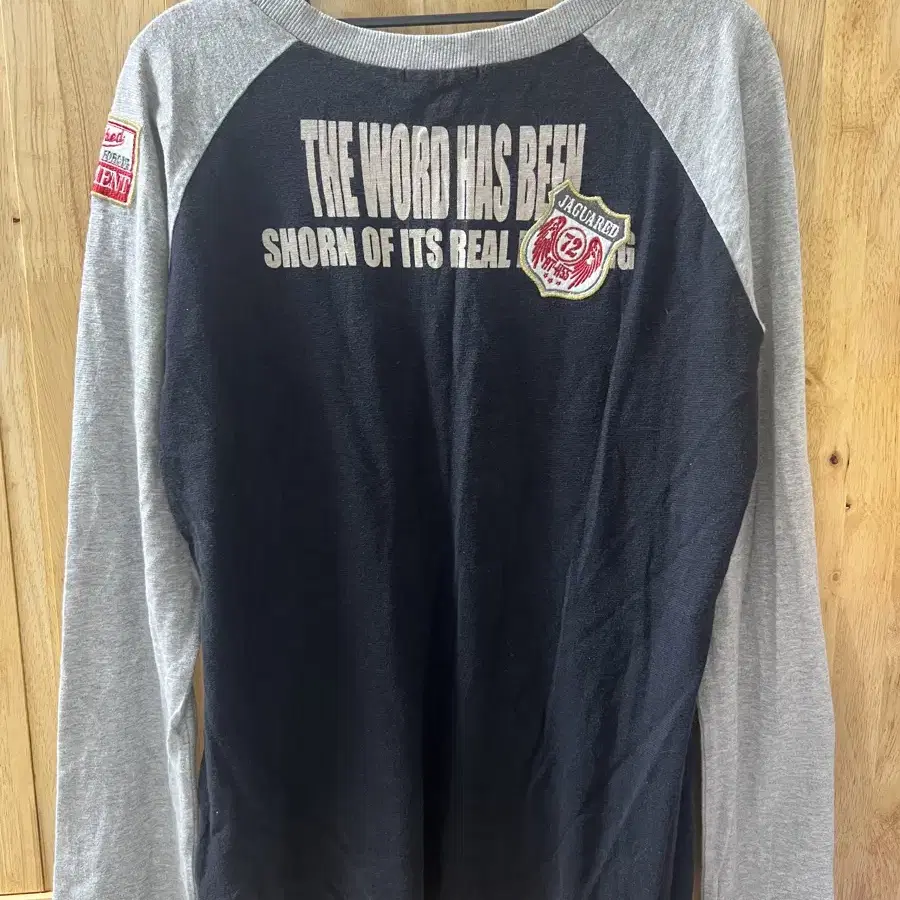 THE WORD HAS BEEN
SHORN OF ITS REAL
JAGUARED
72